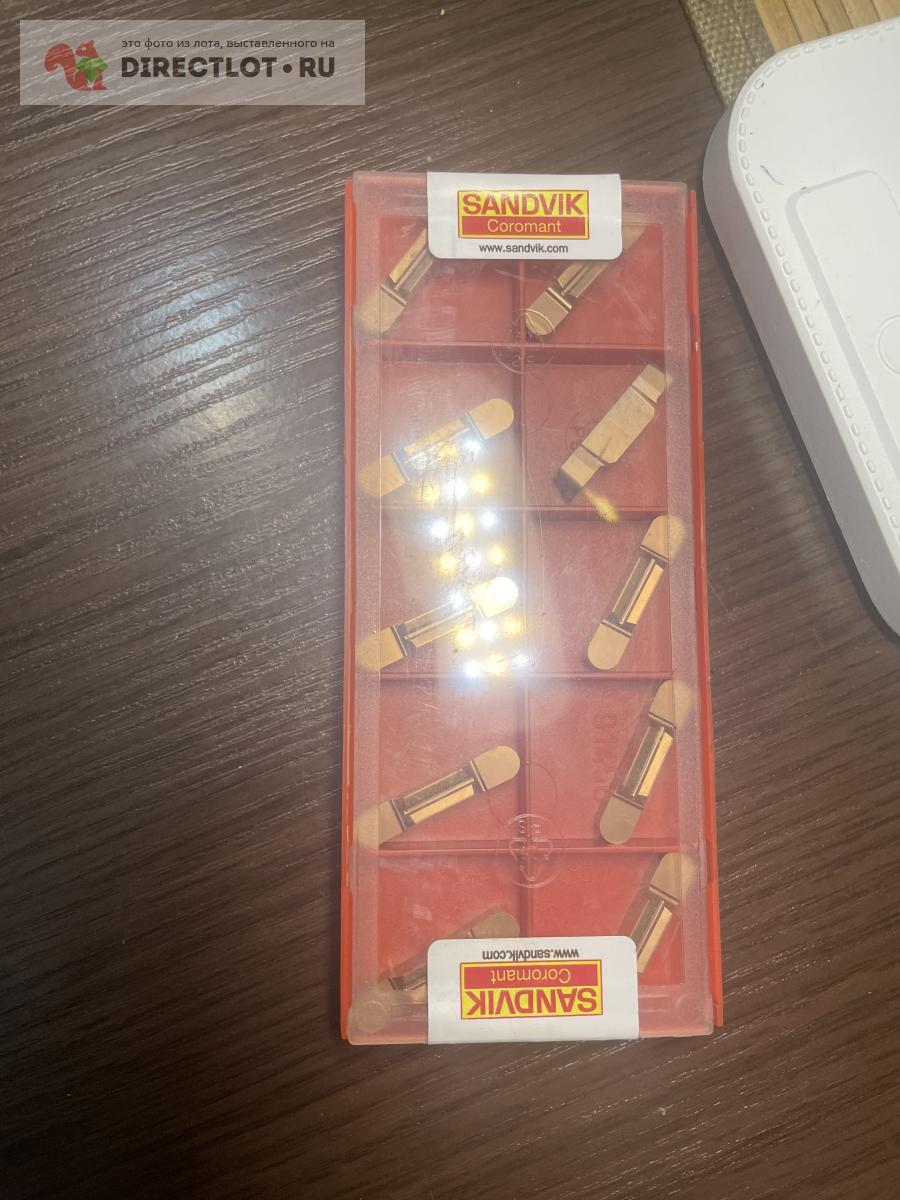 это фото из лота, выставленного на
DIRECTLOT•RU
SANDVIK
Coromant
www.sandvik.com
www.sandvik.com
Coromant
SANDVIK